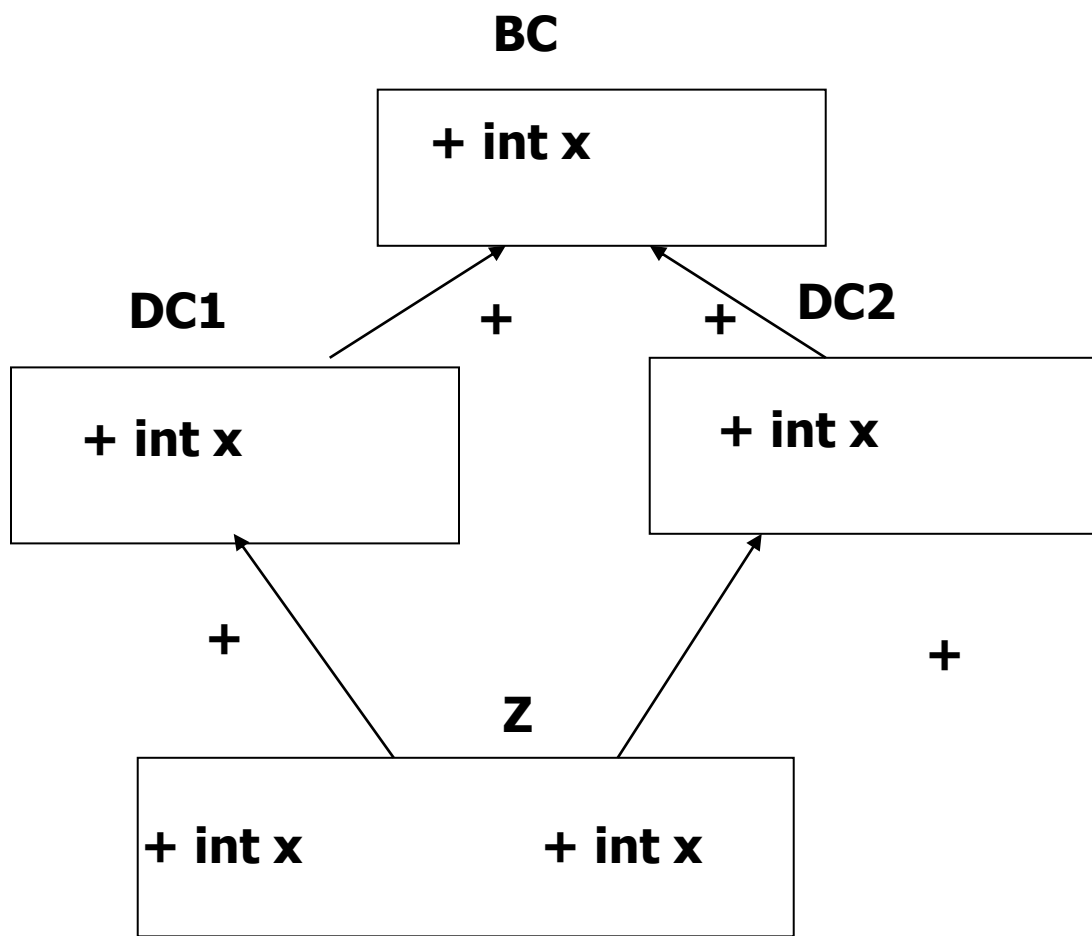 BC
+ int x
DC1
+
+
DC2
+ int x
+ int x
+
+
Z
+ int x
+ int x